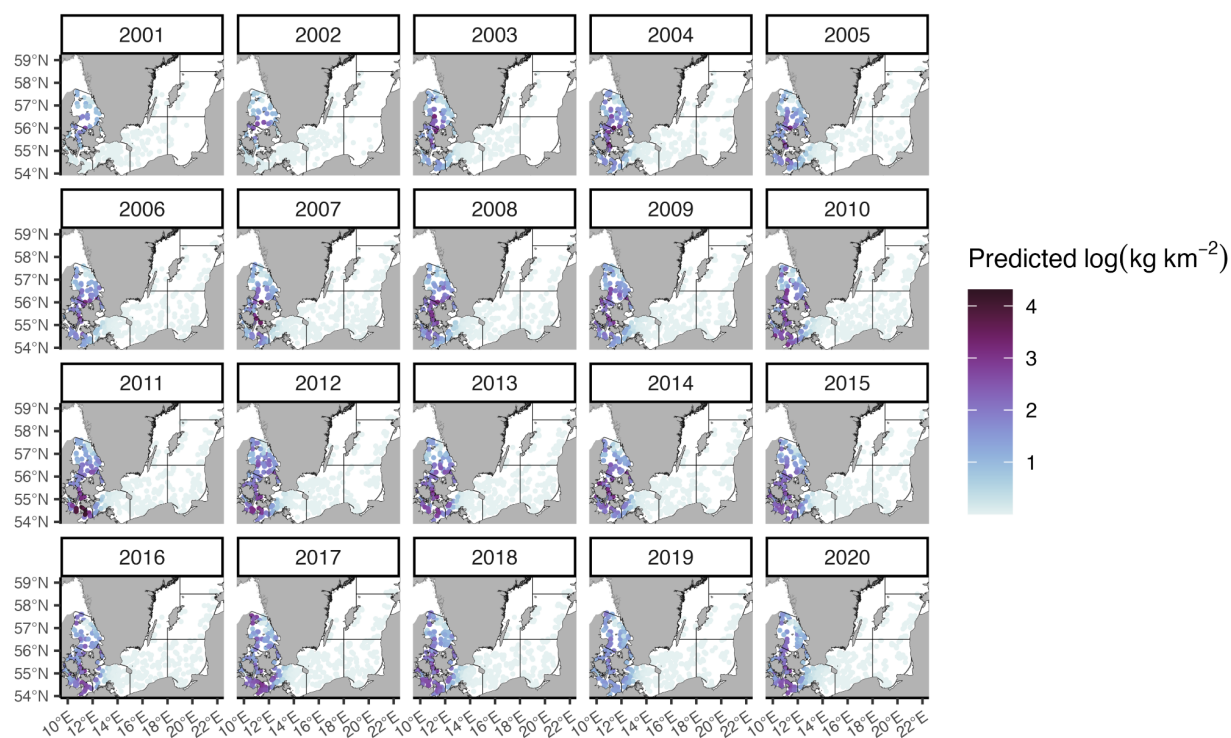 2001 2002 2003 2004 2005
59°N
58°N
57°N
56°N
55°N
54°N
2006 2007 2008 2009 2010
59°N
58°N
57°N
56°N
55°N
54°N
Predicted log(kg km⁻²)
4
3
2
1
2011 2012 2013 2014 2015
59°N
58°N
57°N
56°N
55°N
54°N
2016 2017 2018 2019 2020
59°N
58°N
57°N
56°N
55°N
54°N
10°E 12°E 14°E 16°E 18°E 20°E 22°E 10°E 12°E 14°E 16°E 18°E 20°E 22°E 10°E 12°E 14°E 16°E 18°E 20°E 22°E 10°E 12°E 14°E 16°E 18°E 20°E 22°E 10°E 12°E 14°E 16°E 18°E 20°E 22°E